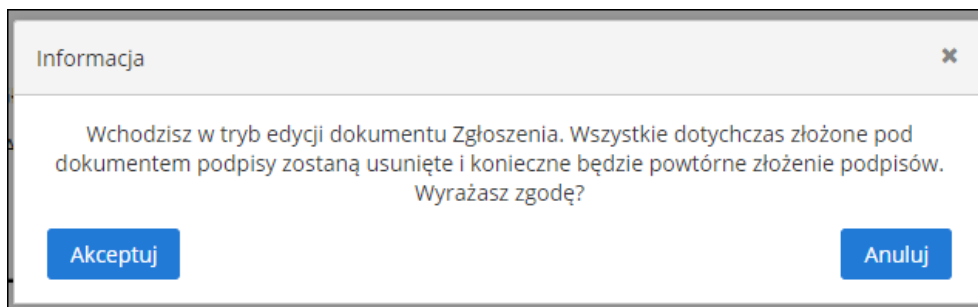 Informacja
Wchodzisz w tryb edycji dokumentu Zgłoszenia. Wszystkie dotychczas złożone pod
dokumentem podpisy zostaną usunięte i konieczne będzie powtórne złożenie podpisów.
Wyrażasz zgodę?
Akceptuj
Anuluj